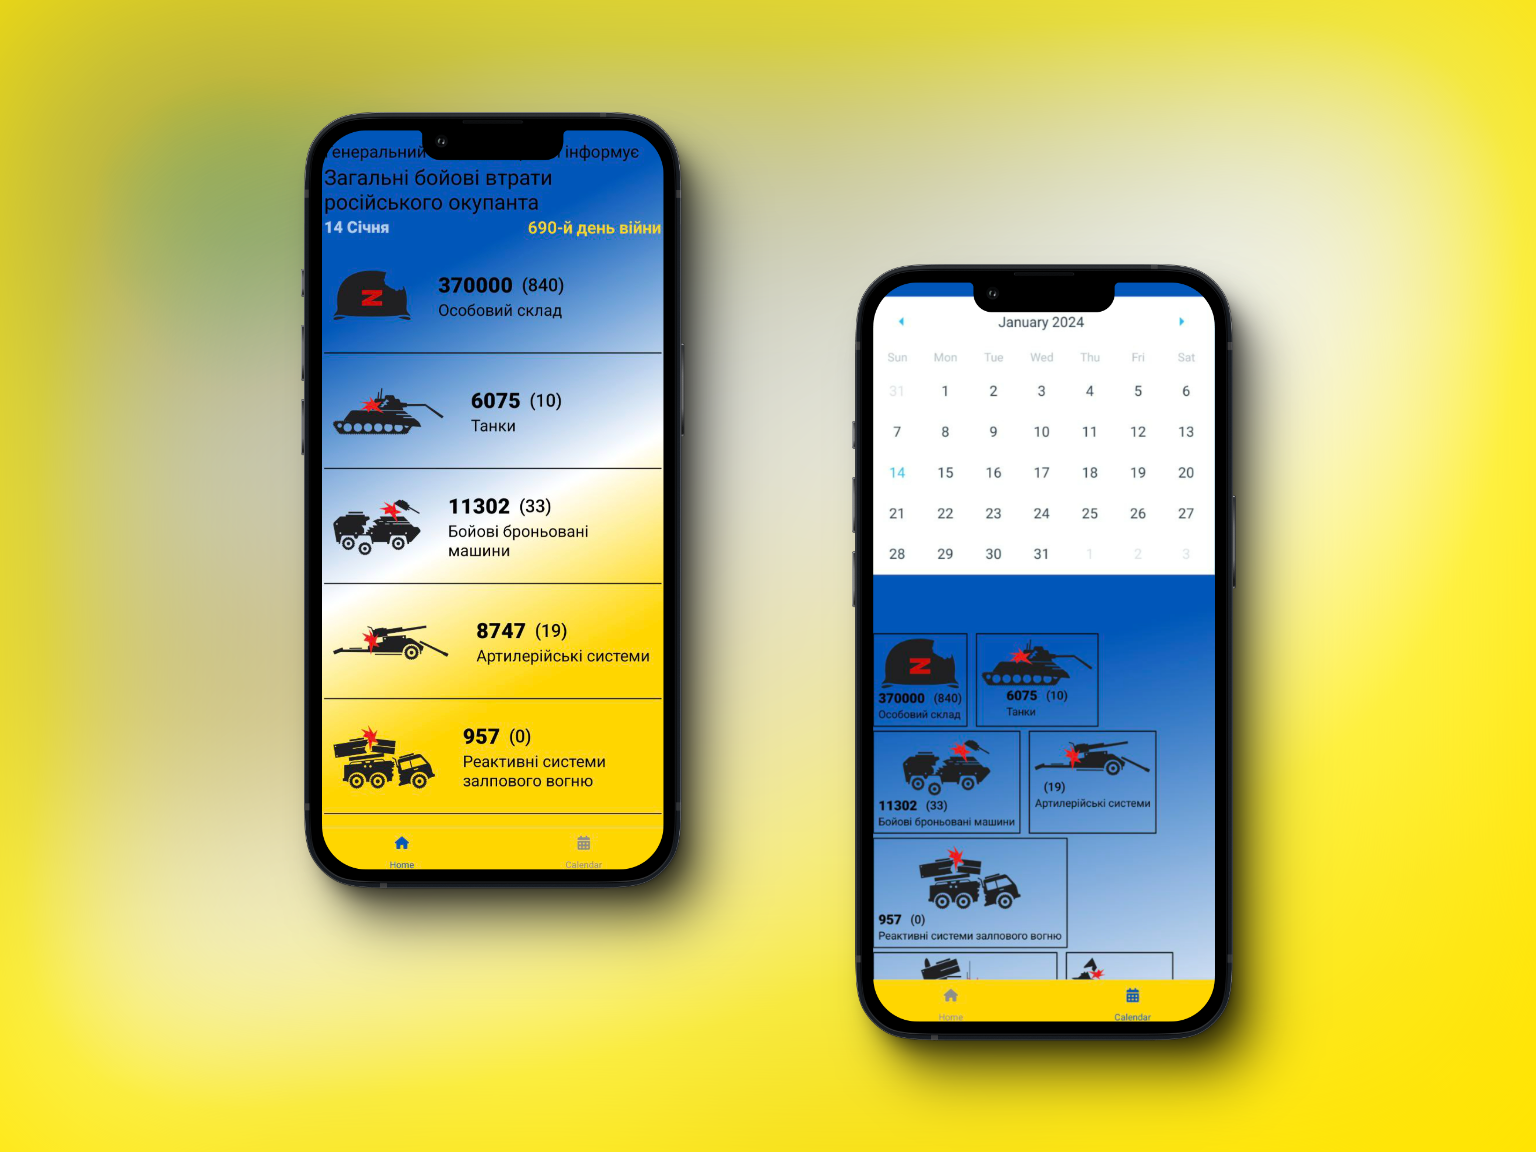 інформує
Загальні бойові втрати
російського окупанта
14 Січня
690-й день війни
370000 (840)
Особовий склад
6075 (10)
Танки
11302 (33)
Бойові броньовані
машини
8747 (19)
Артилерійські системи
957 (0)
Реактивні системи
залпового вогню
Home
Calendar
January 2024
Sun Mon Tue Wed Thu Fri Sat
31 1 2 3 4 5 6
7 8 9 10 11 12 13
14 15 16 17 18 19 20
21 22 23 24 25 26 27
28 29 30 31 1 2 3
370000 (840)
Особовий склад
6075 (10)
Танки
11302 (33)
Бойові броньовані машини
(19)
Артилерійські системи
957 (0)
Реактивні системи залпового вогню
Home
Calendar